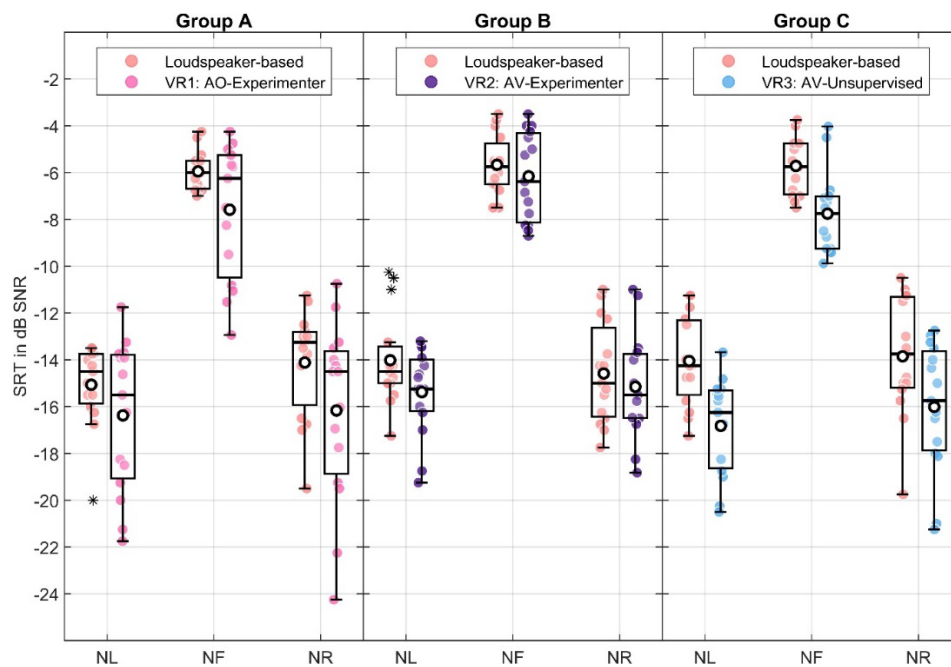 Group A Group B Group C
Loudspeaker-based Loudspeaker-based Loudspeaker-based
VR1: AO-Experimenter VR2: AV-Experimenter VR3: AV-Unsupervised
SRT in dB SNR
-2
-4
-6
-8
-10
-12
-14
-16
-18
-20
-22
-24
NL NF NR NL NF NR NL NF NR